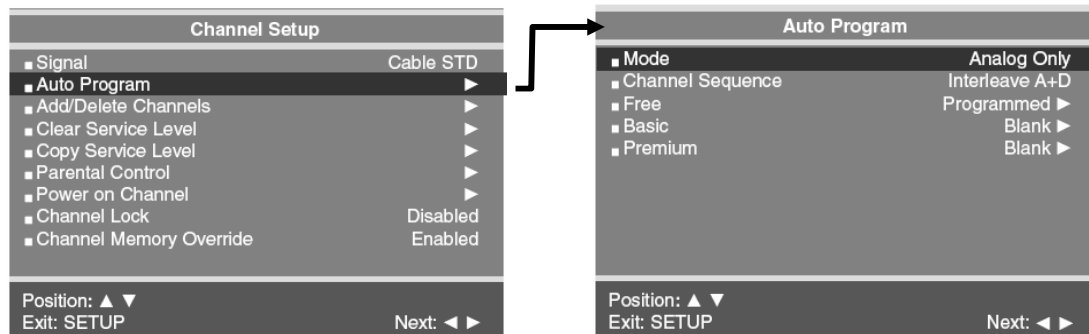 Channel Setup
Signal Cable STD
Auto Program ►
Add/Delete Channels ►
Clear Service Level ►
Copy Service Level ►
Parental Control ►
Power on Channel ►
Channel Lock Disabled
Channel Memory Override Enabled
Position: ▲ ▼
Exit: SETUP Next: ◄ ►
Auto Program
Mode Analog Only
Channel Sequence Interleave A+D
Free Programmed ►
Basic Blank ►
Premium Blank ►
Position: ▲ ▼
Exit: SETUP Next: ◄ ►